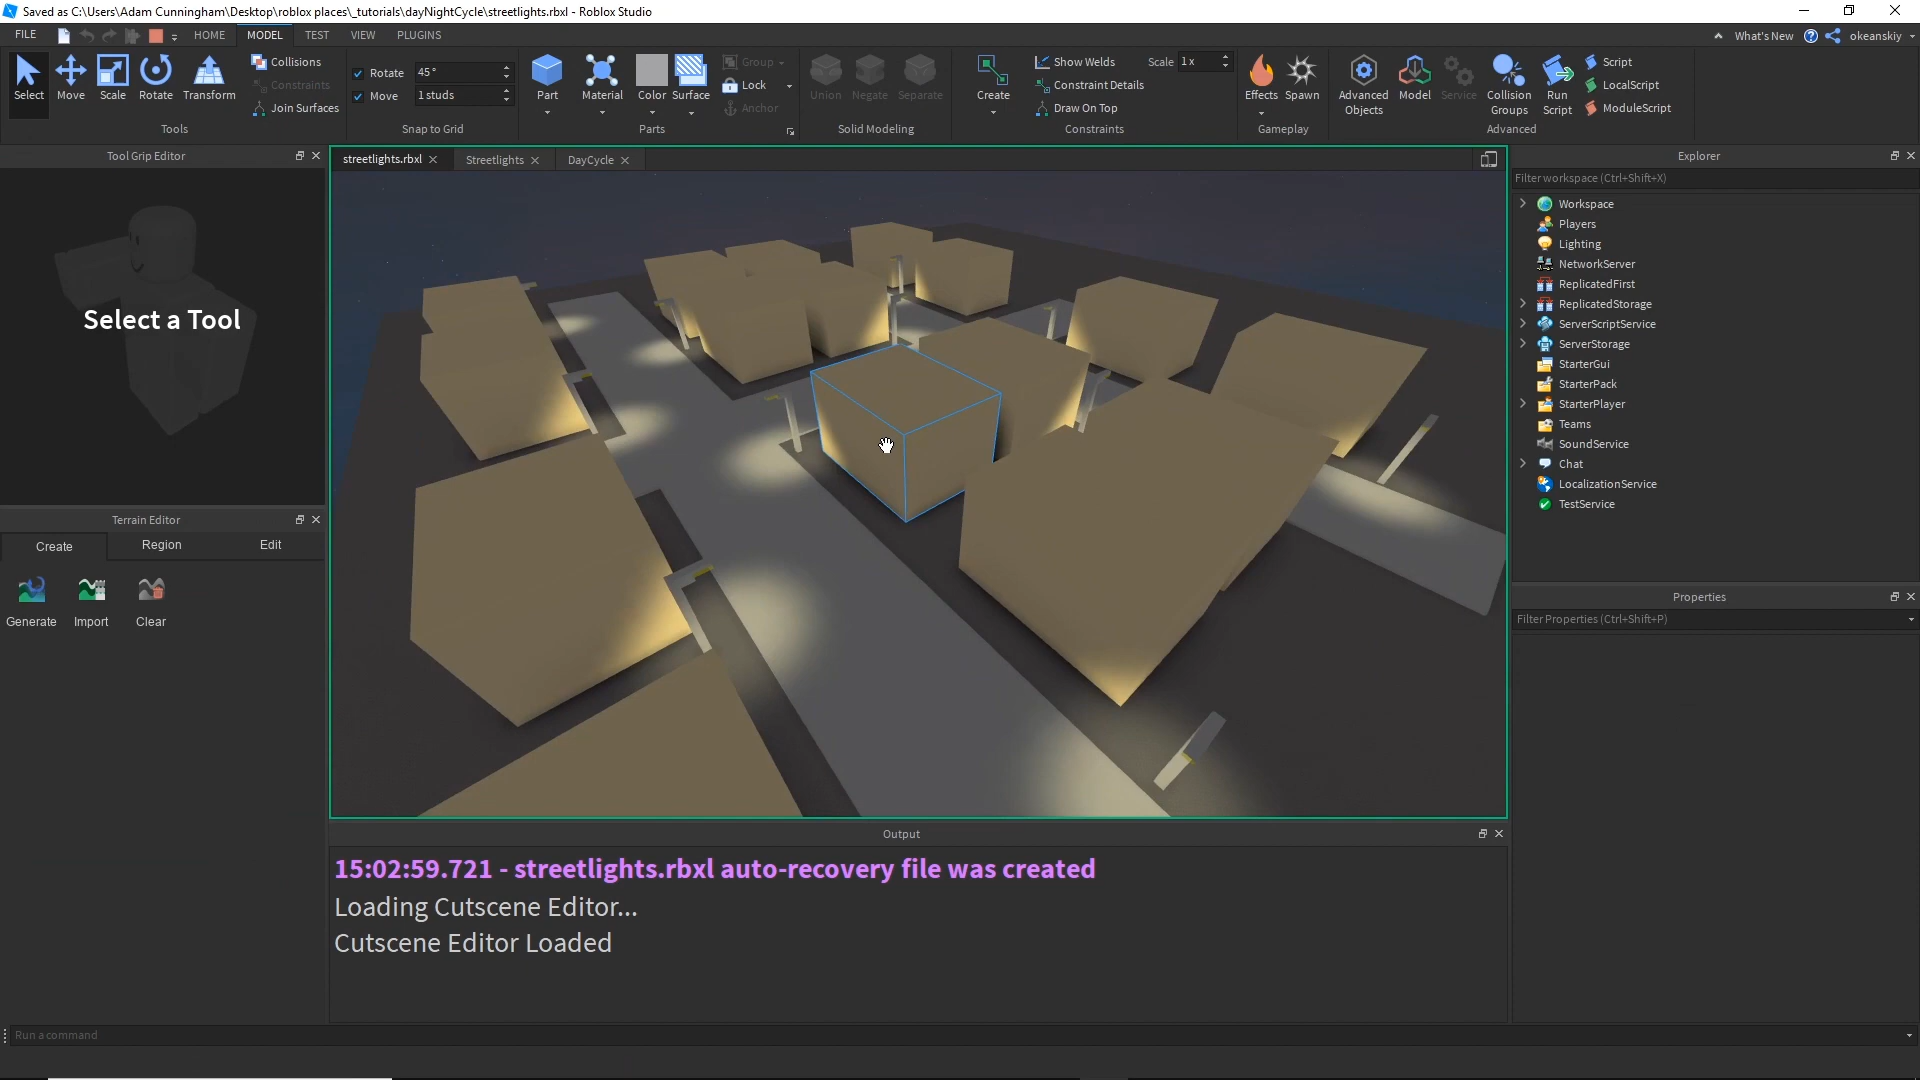 Saved as C:\Users\Adam Cunningham\Desktop\roblox places\_tutorials\dayNightCycle\streetlights.rbxl - Roblox Studio
FILE HOME MODEL TEST VIEW PLUGINS What's New okeanskiy
Select Move Scale Rotate Transform
Collisions
Constraints
Join Surfaces
Tools
Rotate 45°
Move 1 studs
Snap to Grid
Part Material Color Surface
Group
Lock
Anchor
Parts
Union Negate Separate
Solid Modeling
Create
Show Welds
Constraint Details
Draw On Top
Scale 1x
Constraints
Effects Spawn
Gameplay
Advanced Objects Model Service Collision Groups Run Script
Script
LocalScript
ModuleScript
Advanced
Tool Grip Editor
Select a Tool
Terrain Editor
Create Region Edit
Generate Import Clear
streetlights.rbxl Streetlights DayCycle
Output
15:02:59.721 - streetlights.rbxl auto-recovery file was created
Loading Cutscene Editor...
Cutscene Editor Loaded
Explorer
Filter workspace (Ctrl+Shift+X)
Workspace
Players
Lighting
NetworkServer
ReplicatedFirst
ReplicatedStorage
ServerScriptService
ServerStorage
StarterGui
StarterPack
StarterPlayer
Teams
SoundService
Chat
LocalizationService
TestService
Properties
Filter Properties (Ctrl+Shift+P)
Run a command